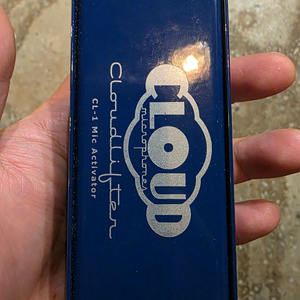 CLOUD
microphones
Cloudlifter
CL-1 Mic Activator